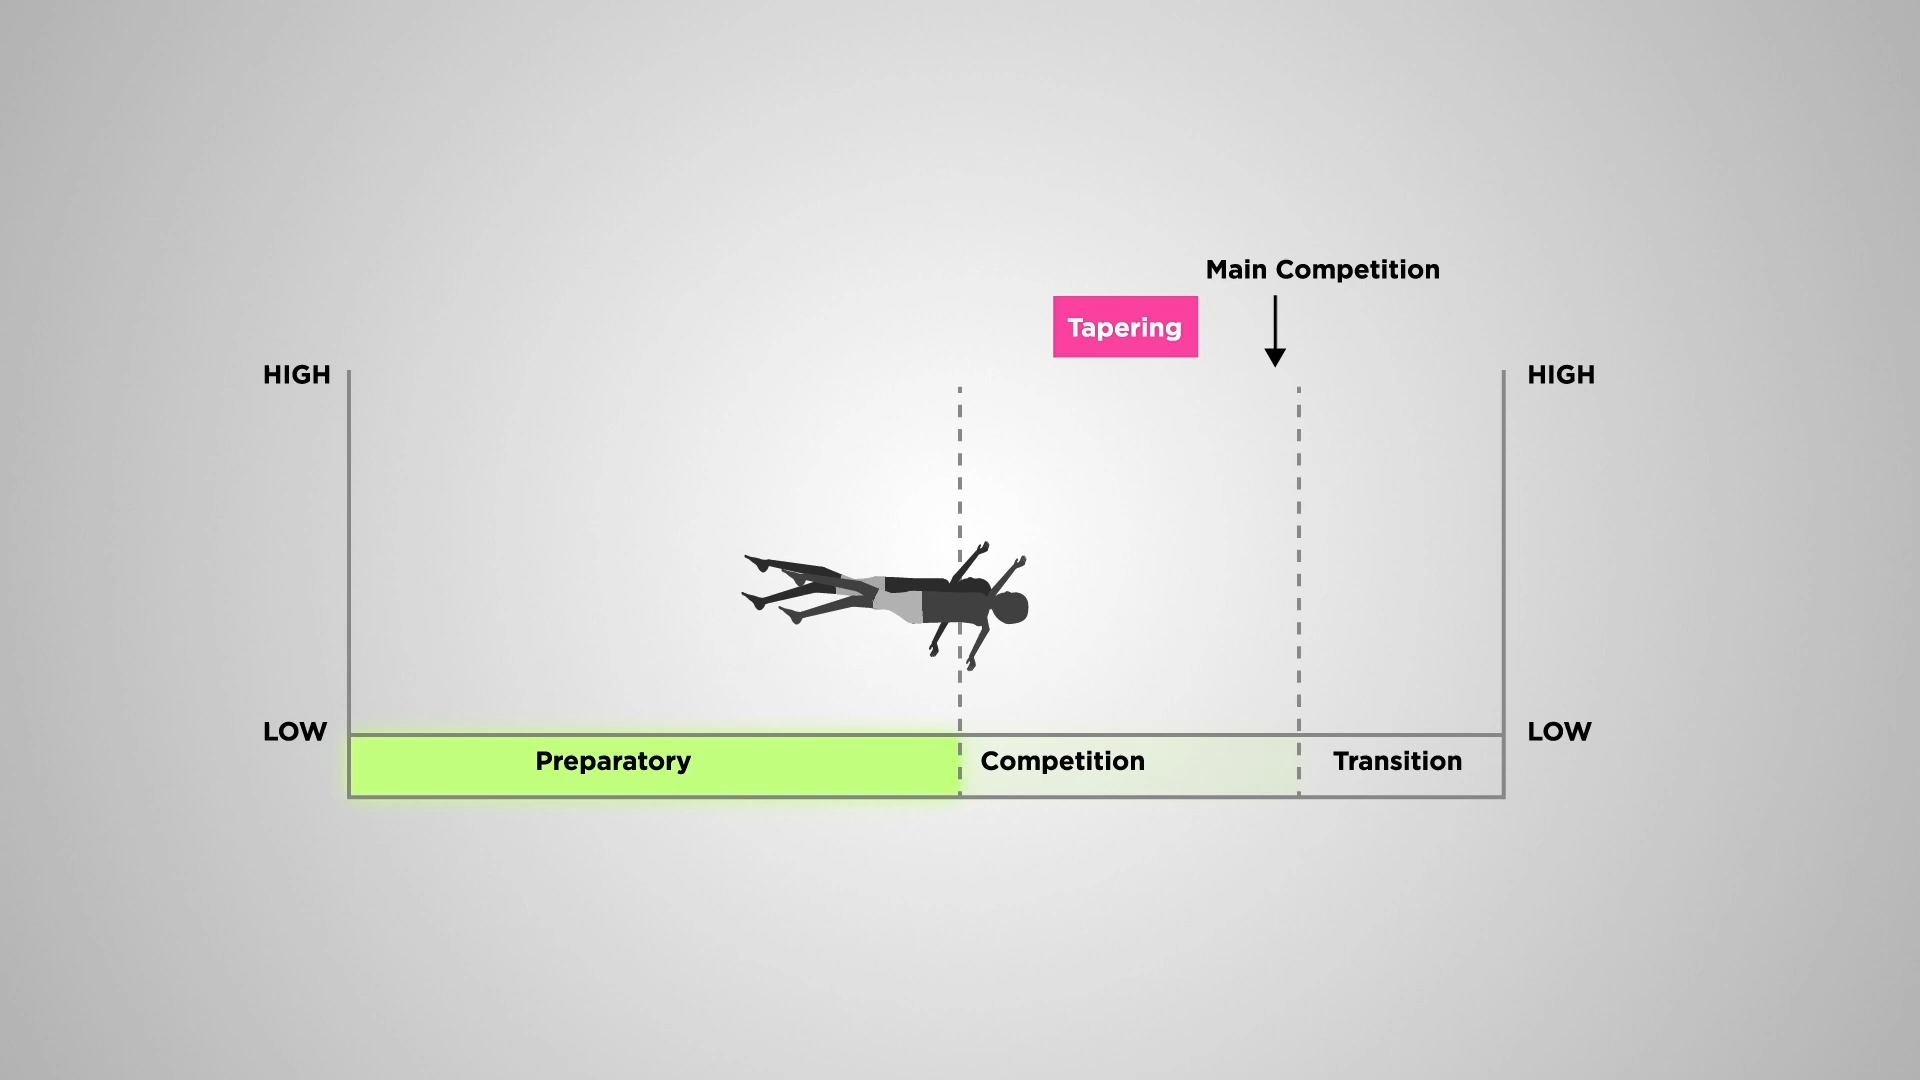 Main Competition
Tapering
HIGH
HIGH
LOW
LOW
Preparatory
Competition
Transition